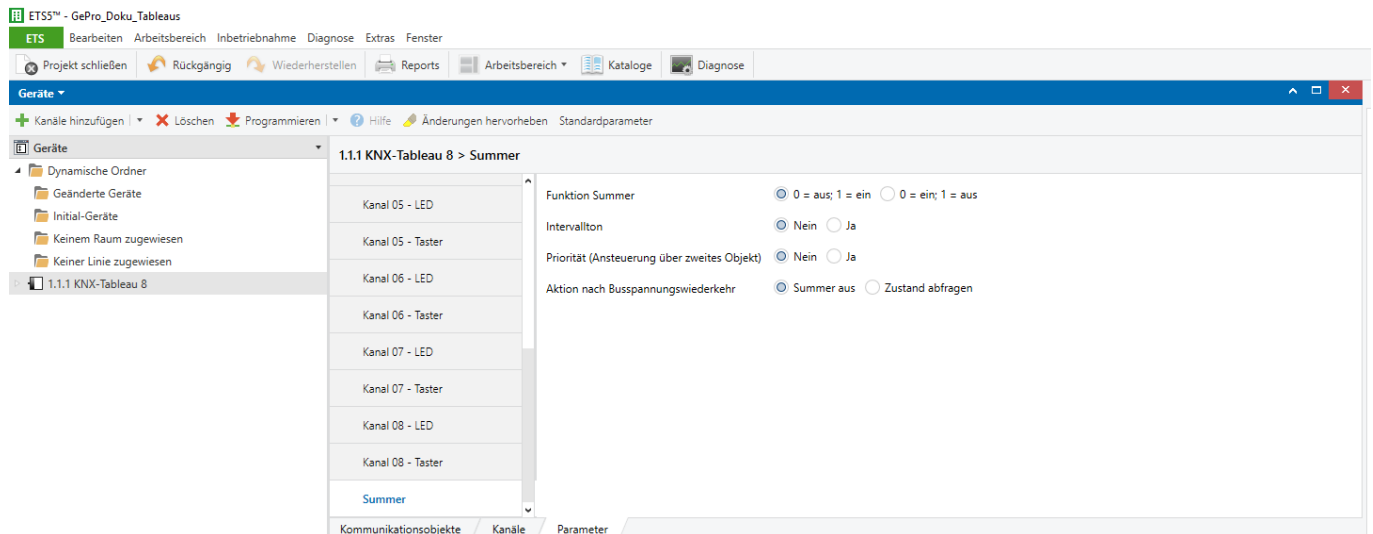 ETS5™ - GePro_Doku_Tableaus
ETS Bearbeiten Arbeitsbereich Inbetriebnahme Diagnose Extras Fenster
Projekt schließen Rückgängig Wiederherstellen Reports Arbeitsbereich Kataloge Diagnose
Geräte
Kanäle hinzufügen Löschen Programmieren Hilfe Änderungen hervorheben Standardparameter
Geräte
Dynamische Ordner
Geänderte Geräte
Initial-Geräte
Keinem Raum zugewiesen
Keiner Linie zugewiesen
1.1.1 KNX-Tableau 8
1.1.1 KNX-Tableau 8 > Summer
Kanal 05 - LED
Kanal 05 - Taster
Kanal 06 - LED
Kanal 06 - Taster
Kanal 07 - LED
Kanal 07 - Taster
Kanal 08 - LED
Kanal 08 - Taster
Summer
Funktion Summer 0 = aus; 1 = ein 0 = ein; 1 = aus
Intervallton Nein Ja
Priorität (Ansteuerung über zweites Objekt) Nein Ja
Aktion nach Busspannungswiederkehr Summer aus Zustand abfragen
Kommunikationsobjekte Kanäle Parameter